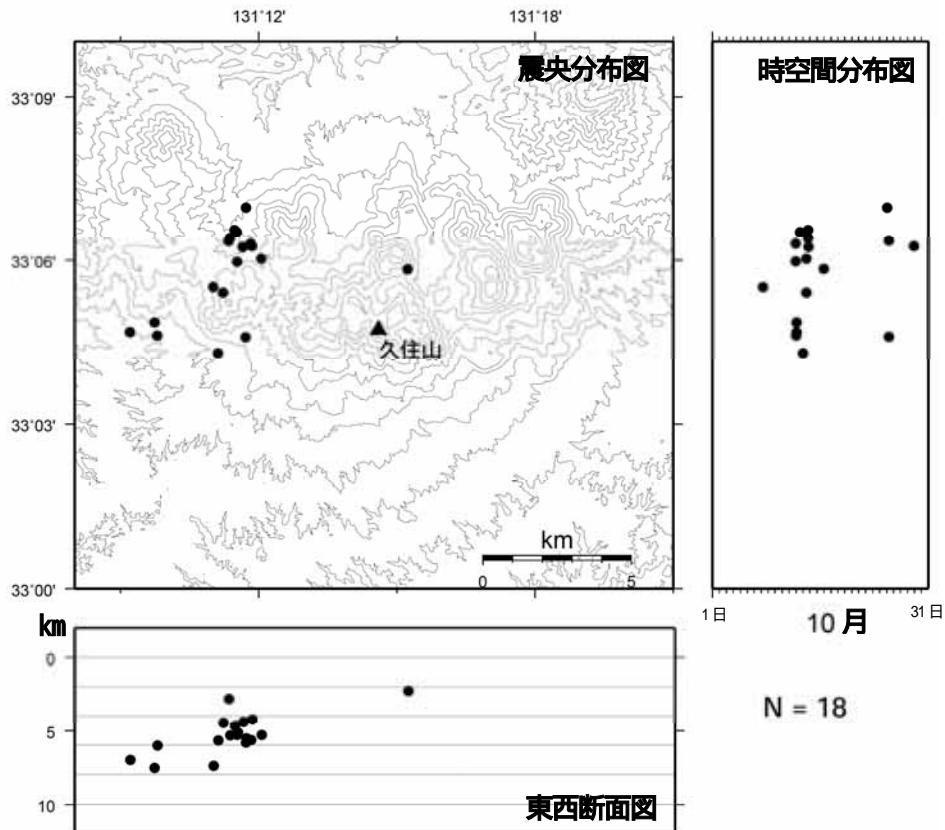 131°12'
131°18'
震央分布図
時空間分布図
33°09'
33°06'
久住山
33°03'
km
0
5
33°00'
1日
31日
10月
km
0
N = 18
5
10
東西断面図